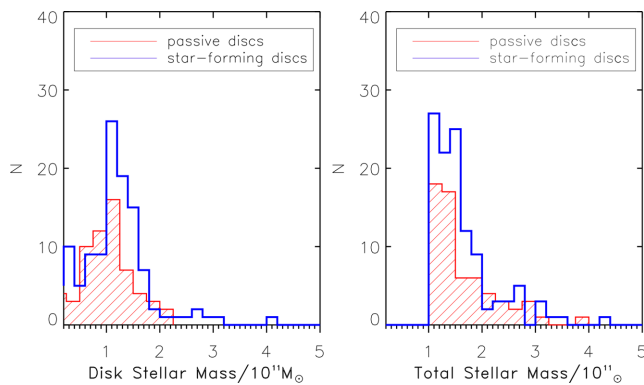 40
30
20
10
0
N
passive discs
star-forming discs
1
2
3
4
5
Disk Stellar Mass/10¹¹M☉
40
30
20
10
0
N
passive discs
star-forming discs
1
2
3
4
5
Total Stellar Mass/10¹¹☉